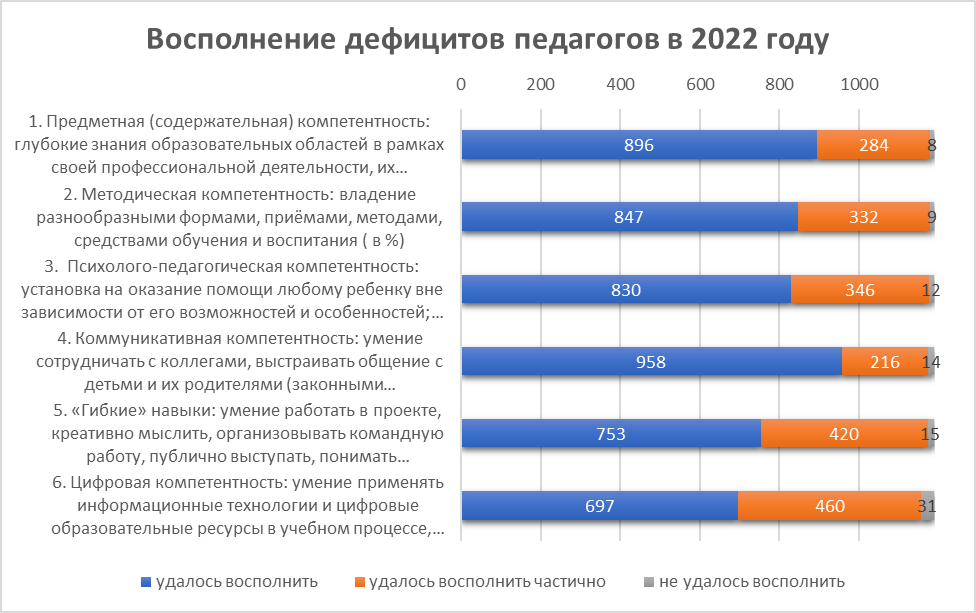 Восполнение дефицитов педагогов в 2022 году
0 200 400 600 800 1000
1. Предметная (содержательная) компетентность:
глубокие знания образовательных областей в рамках
своей профессиональной деятельности, их…
896 284 8
2. Методическая компетентность: владение
разнообразными формами, приёмами, методами,
средствами обучения и воспитания ( в %)
847 332 9
3.  Психолого-педагогическая компетентность:
установка на оказание помощи любому ребенку вне
зависимости от его возможностей и особенностей;…
830 346 12
4. Коммуникативная компетентность: умение
сотрудничать с коллегами, выстраивать общение с
детьми и их родителями (законными…
958 216 14
5. «Гибкие» навыки: умение работать в проекте,
креативно мыслить, организовывать командную
работу, публично выступать, понимать…
753 420 15
6. Цифровая компетентность: умение применять
информационные технологии и цифровые
образовательные ресурсы в учебном процессе,…
697 460 31
удалось восполнить удалось восполнить частично не удалось восполнить